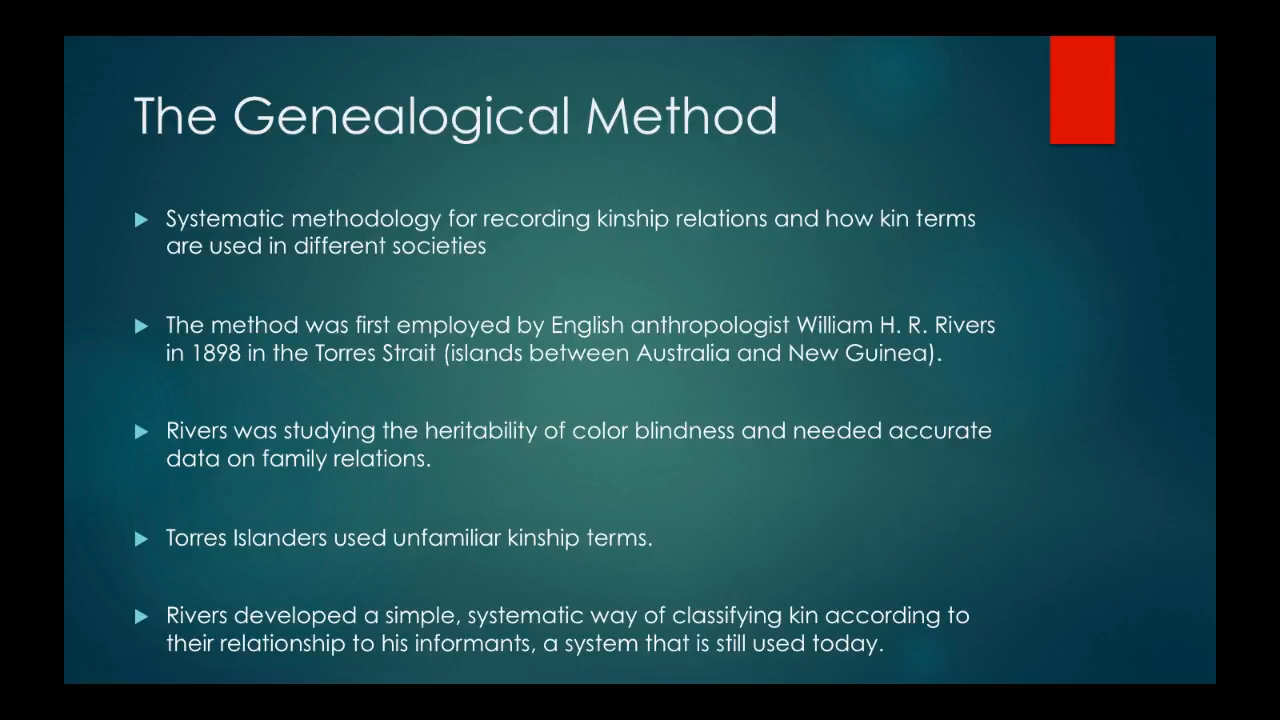 The Genealogical Method
Systematic methodology for recording kinship relations and how kin terms
are used in different societies
The method was first employed by English anthropologist William H. R. Rivers
in 1898 in the Torres Strait (islands between Australia and New Guinea).
Rivers was studying the heritability of color blindness and needed accurate
data on family relations.
Torres Islanders used unfamiliar kinship terms.
Rivers developed a simple, systematic way of classifying kin according to
their relationship to his informants, a system that is still used today.